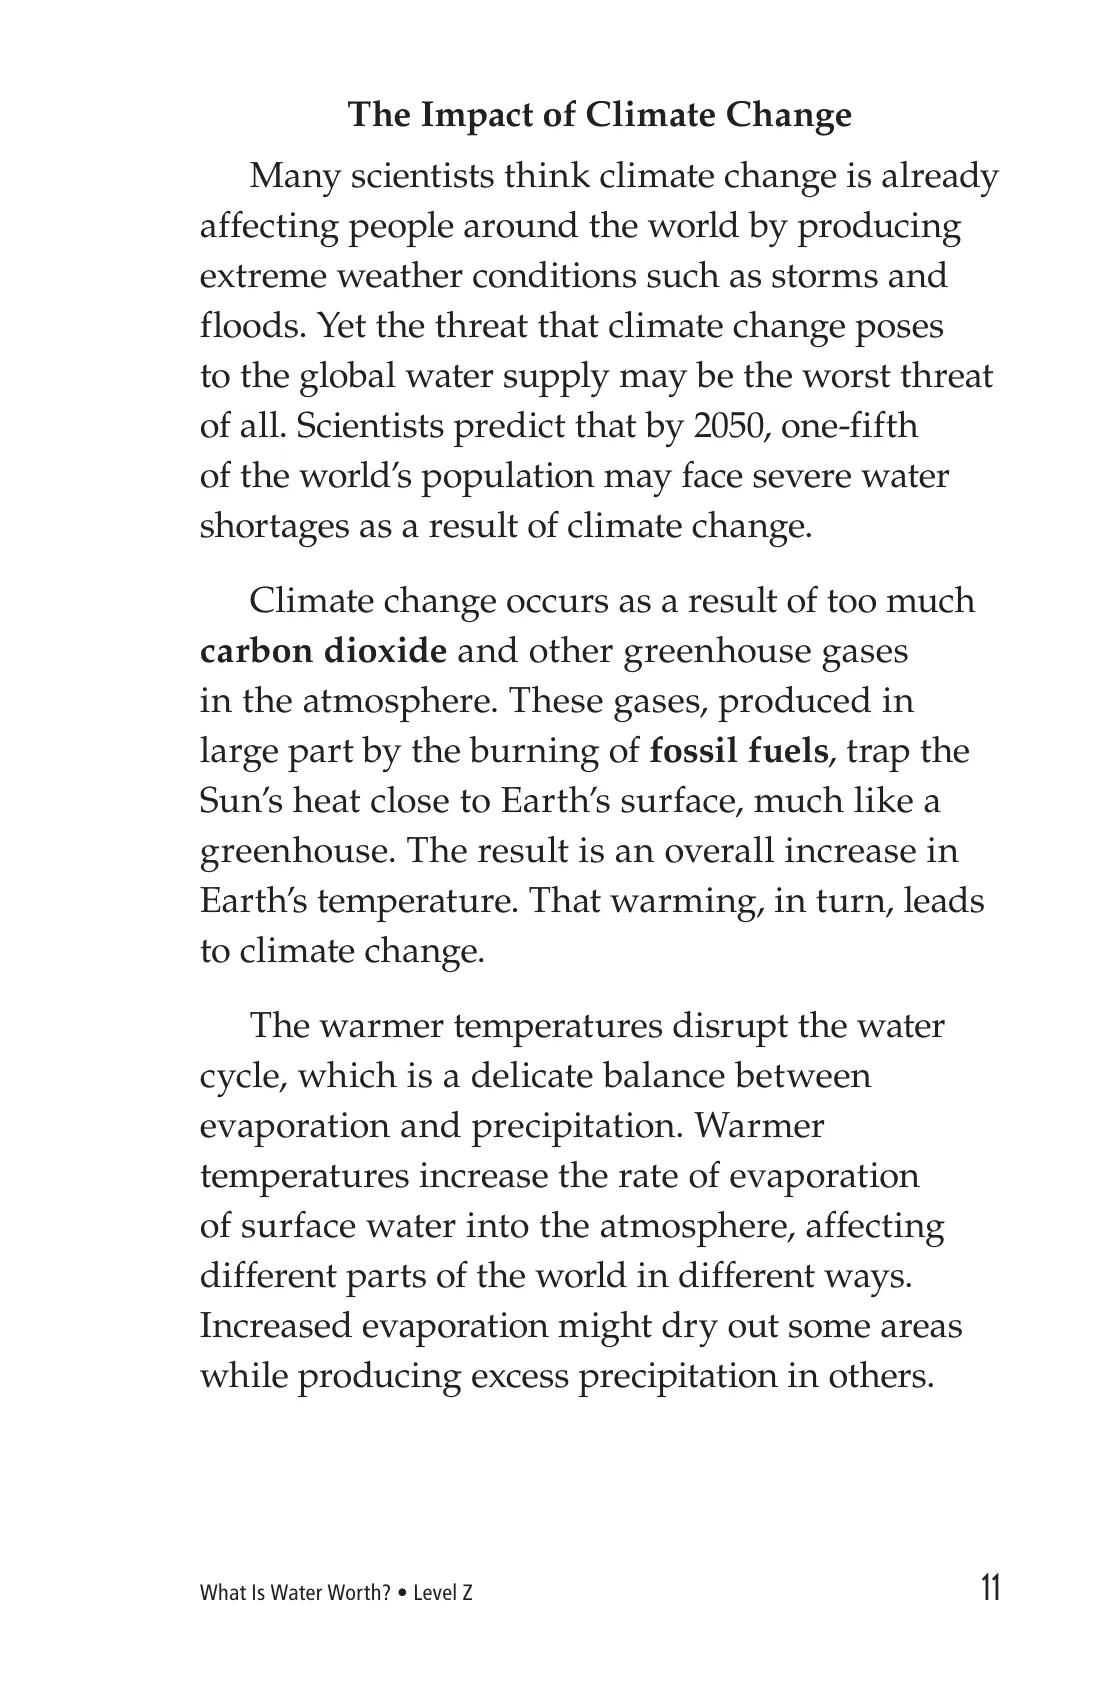 The Impact of Climate Change
Many scientists think climate change is already
affecting people around the world by producing
extreme weather conditions such as storms and
floods. Yet the threat that climate change poses
to the global water supply may be the worst threat
of all. Scientists predict that by 2050, one-fifth
of the world’s population may face severe water
shortages as a result of climate change.
Climate change occurs as a result of too much
carbon dioxide and other greenhouse gases
in the atmosphere. These gases, produced in
large part by the burning of fossil fuels, trap the
Sun’s heat close to Earth’s surface, much like a
greenhouse. The result is an overall increase in
Earth’s temperature. That warming, in turn, leads
to climate change.
The warmer temperatures disrupt the water
cycle, which is a delicate balance between
evaporation and precipitation. Warmer
temperatures increase the rate of evaporation
of surface water into the atmosphere, affecting
different parts of the world in different ways.
Increased evaporation might dry out some areas
while producing excess precipitation in others.
What Is Water Worth? • Level Z 11